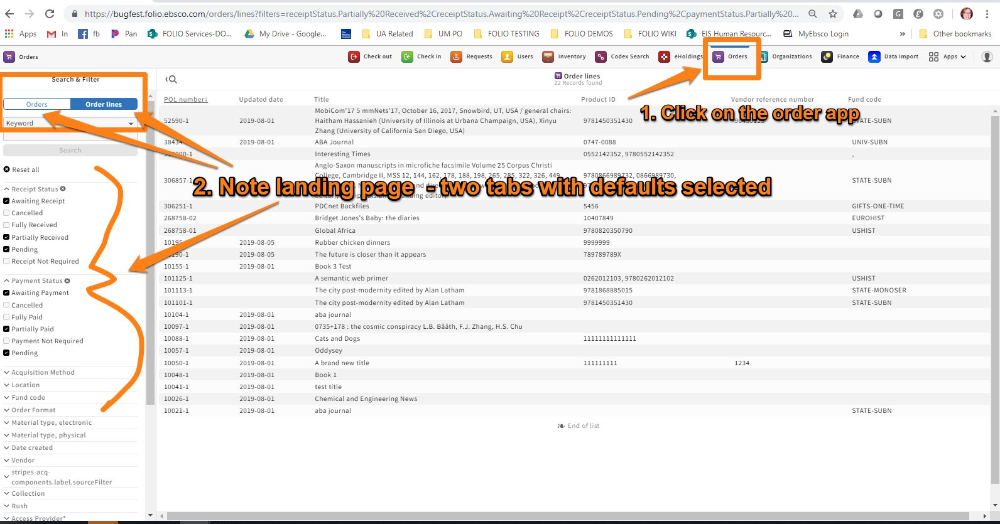 https://bugfest.folio.ebsco.com/orders/lines?filters=receiptStatus.Partially%20Received%2CreceiptStatus.Awaiting%20Receipt%2CreceiptStatus.Pending%2CpaymentStatus.Partially%20...
Apps In fb Pan FOLIO Services-DO... My Drive - Google... UA Related UM PO FOLIO TESTING FOLIO DEMOS FOLIO WIKI EIS Human Resourc... MyEbsco Login » Other bookmarks
Orders Check out Check in Requests Users Inventory Codex Search eHoldings Orders Organizations Finance Data Import Apps
Search & Filter
Orders Order lines
Keyword
Search
Reset all
Receipt Status
Awaiting Receipt
Cancelled
Fully Received
Partially Received
Pending
Receipt Not Required
Payment Status
Awaiting Payment
Cancelled
Fully Paid
Partially Paid
Payment Not Required
Pending
Acquisition Method
Location
Fund code
Order Format
Material type, electronic
Material type, physical
Date created
Vendor
stripes-acq-
components.label.sourceFilter
Collection
Rush
Access Provider*
Order lines
22 Records found
POL number↓ Updated date Title Product ID Vendor reference number Fund code
1. Click on the order app
MobiCom'17 5 mmNets'17, October 16, 2017, Snowbird, UT, USA / general chairs:
52590-1 2019-08-01 Haitham Hassanieh (University of Illinois at Urbana Champaign, USA), Xinyu 9781450351430 STATE-SUBN
Zhang (University of California San Diego, USA)
2019-08-01 ABA Journal 0747-0088 UNIV-SUBN
Interesting Times 0552142352, 9780552142352 ,
Anglo-Saxon manuscripts in microfiche facsimile Volume 25 Corpus Christi
College, Cambridge II, MSS 12, 144, 162, 178, 188, 198, 265, 285, 322, 326, 449 9780866989732, 0866989730,
306857-1 STATE-SUBN
2. Note landing page - two tabs with defaults selected
306251-1 PDCnet Backfiles 5456 GIFTS-ONE-TIME
268758-02 Bridget Jones's Baby: the diaries 10407849 EUROHIST
268758-01 Global Africa 9780820350790 USHIST
2019-08-05 Rubber chicken dinners 9999999
2019-08-05 The future is closer than it appears 789789789X
10155-1 2019-08-01 Book 3 Test
101125-1 A semantic web primer 0262012103, 9780262012102 USHIST
101113-1 The city post-modernity edited by Alan Latham 9781868885015 STATE-MONOSER
101101-1 The city post-modernity edited by Alan Latham 9781450351430 STATE-SUBN
10104-1 2019-08-01 aba journal
10097-1 2019-08-01 0735+178 : the cosmic conspiracy L.B. Bååth, F.J. Zhang, H.S. Chu
10088-1 2019-08-01 Cats and Dogs 11111111111111
10057-1 2019-08-01 Oddysey
10050-1 2019-08-01 A brand new title 111111111 1234
10048-1 2019-08-01 Book 1
10041-1 2019-08-01 test title
10026-1 2019-08-01 Chemical and Engineering News
10021-1 2019-08-01 aba journal STATE-SUBN
End of list